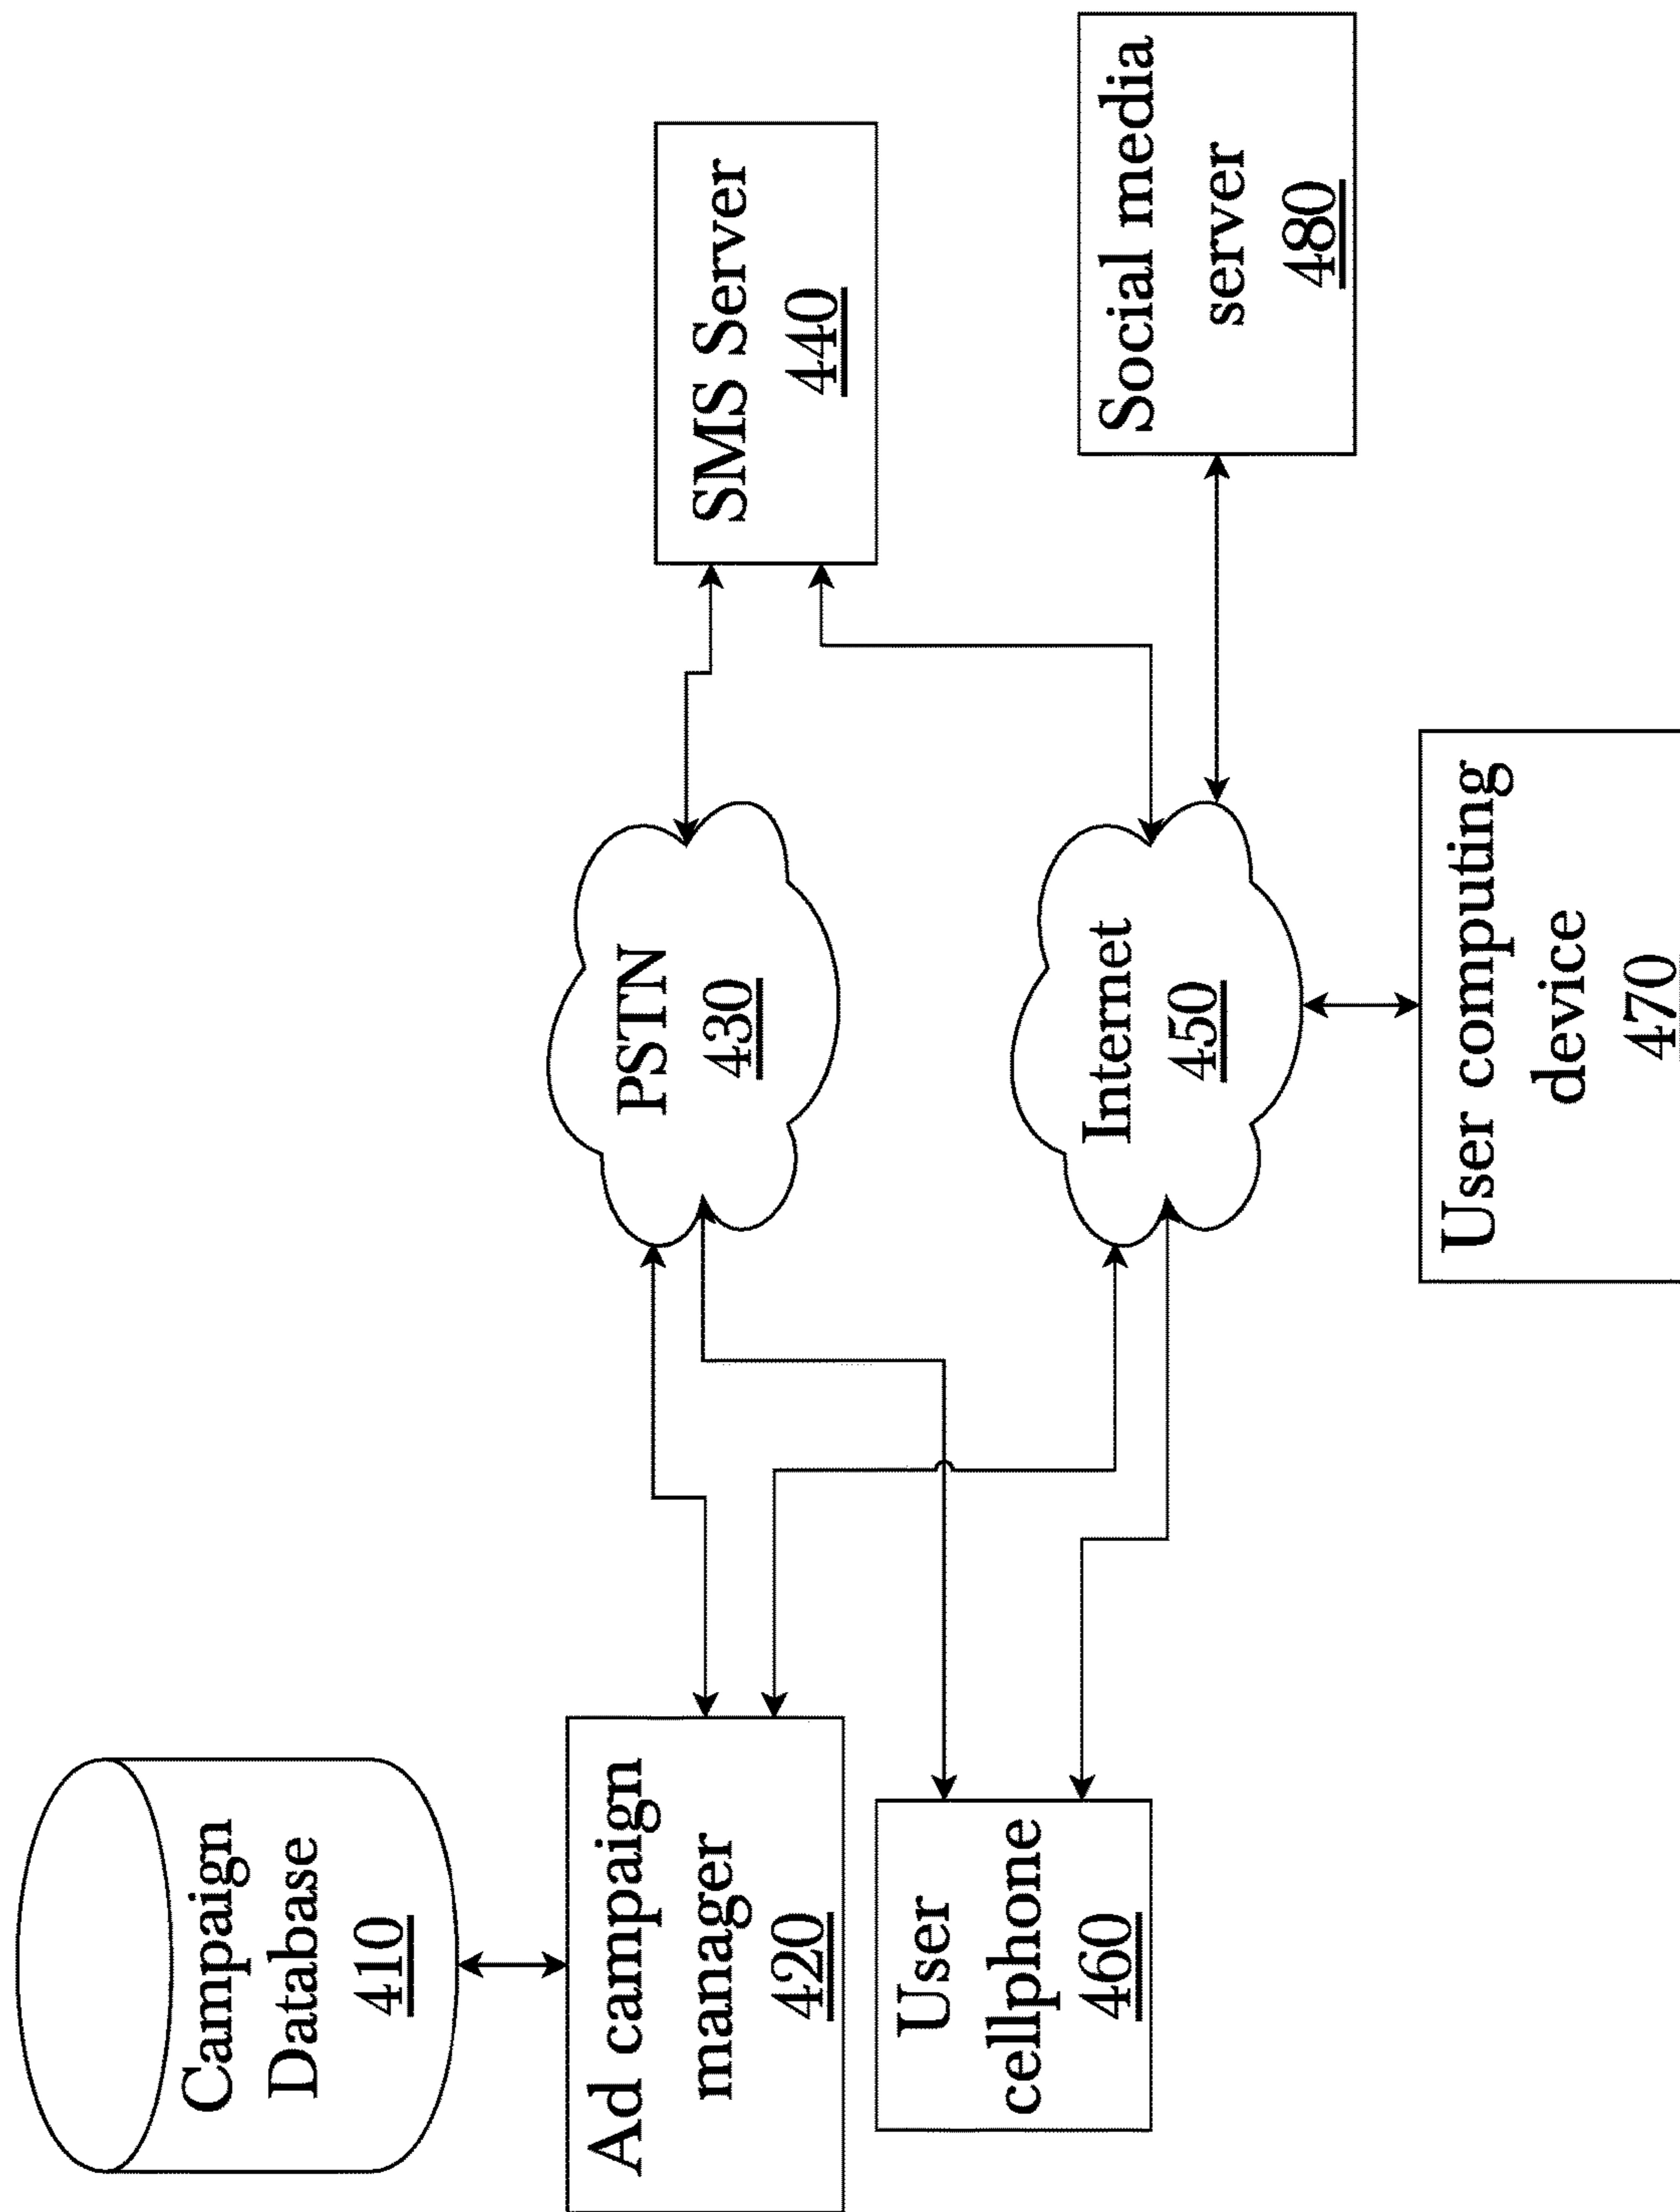 Campaign
Database
410
Ad campaign
manager
420
User
cellphone
460
PSTN
430
Internet
450
User computing
device
470
SMS Server
440
Social media
server
480